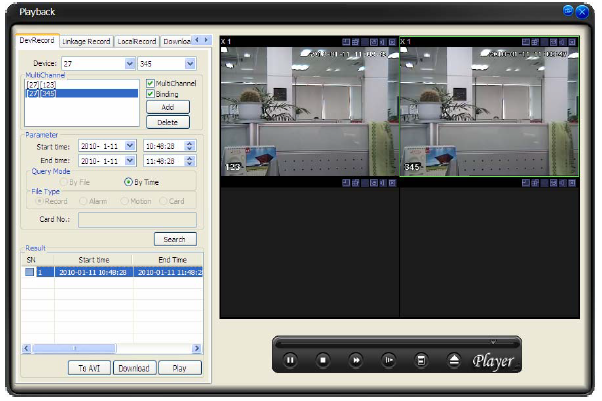 Playback
DevRecord Linkage Record LocalRecord Downloa
Device: 27 345
MultiChannel
[27][123]
[27][345]
MultiChannel
Binding
Add
Delete
Parameter
Start time: 2010- 1-11 10:48:28
End time: 2010- 1-11 11:48:28
Query Mode
By File By Time
File Type
Record Alarm Motion Card
Card No.:
Search
Result
SN Start time End Time
1 2010-01-11 10:48:28 2010-01-11 11:48:2
To AVI Download Play
X 1
X 1
123
345
Player